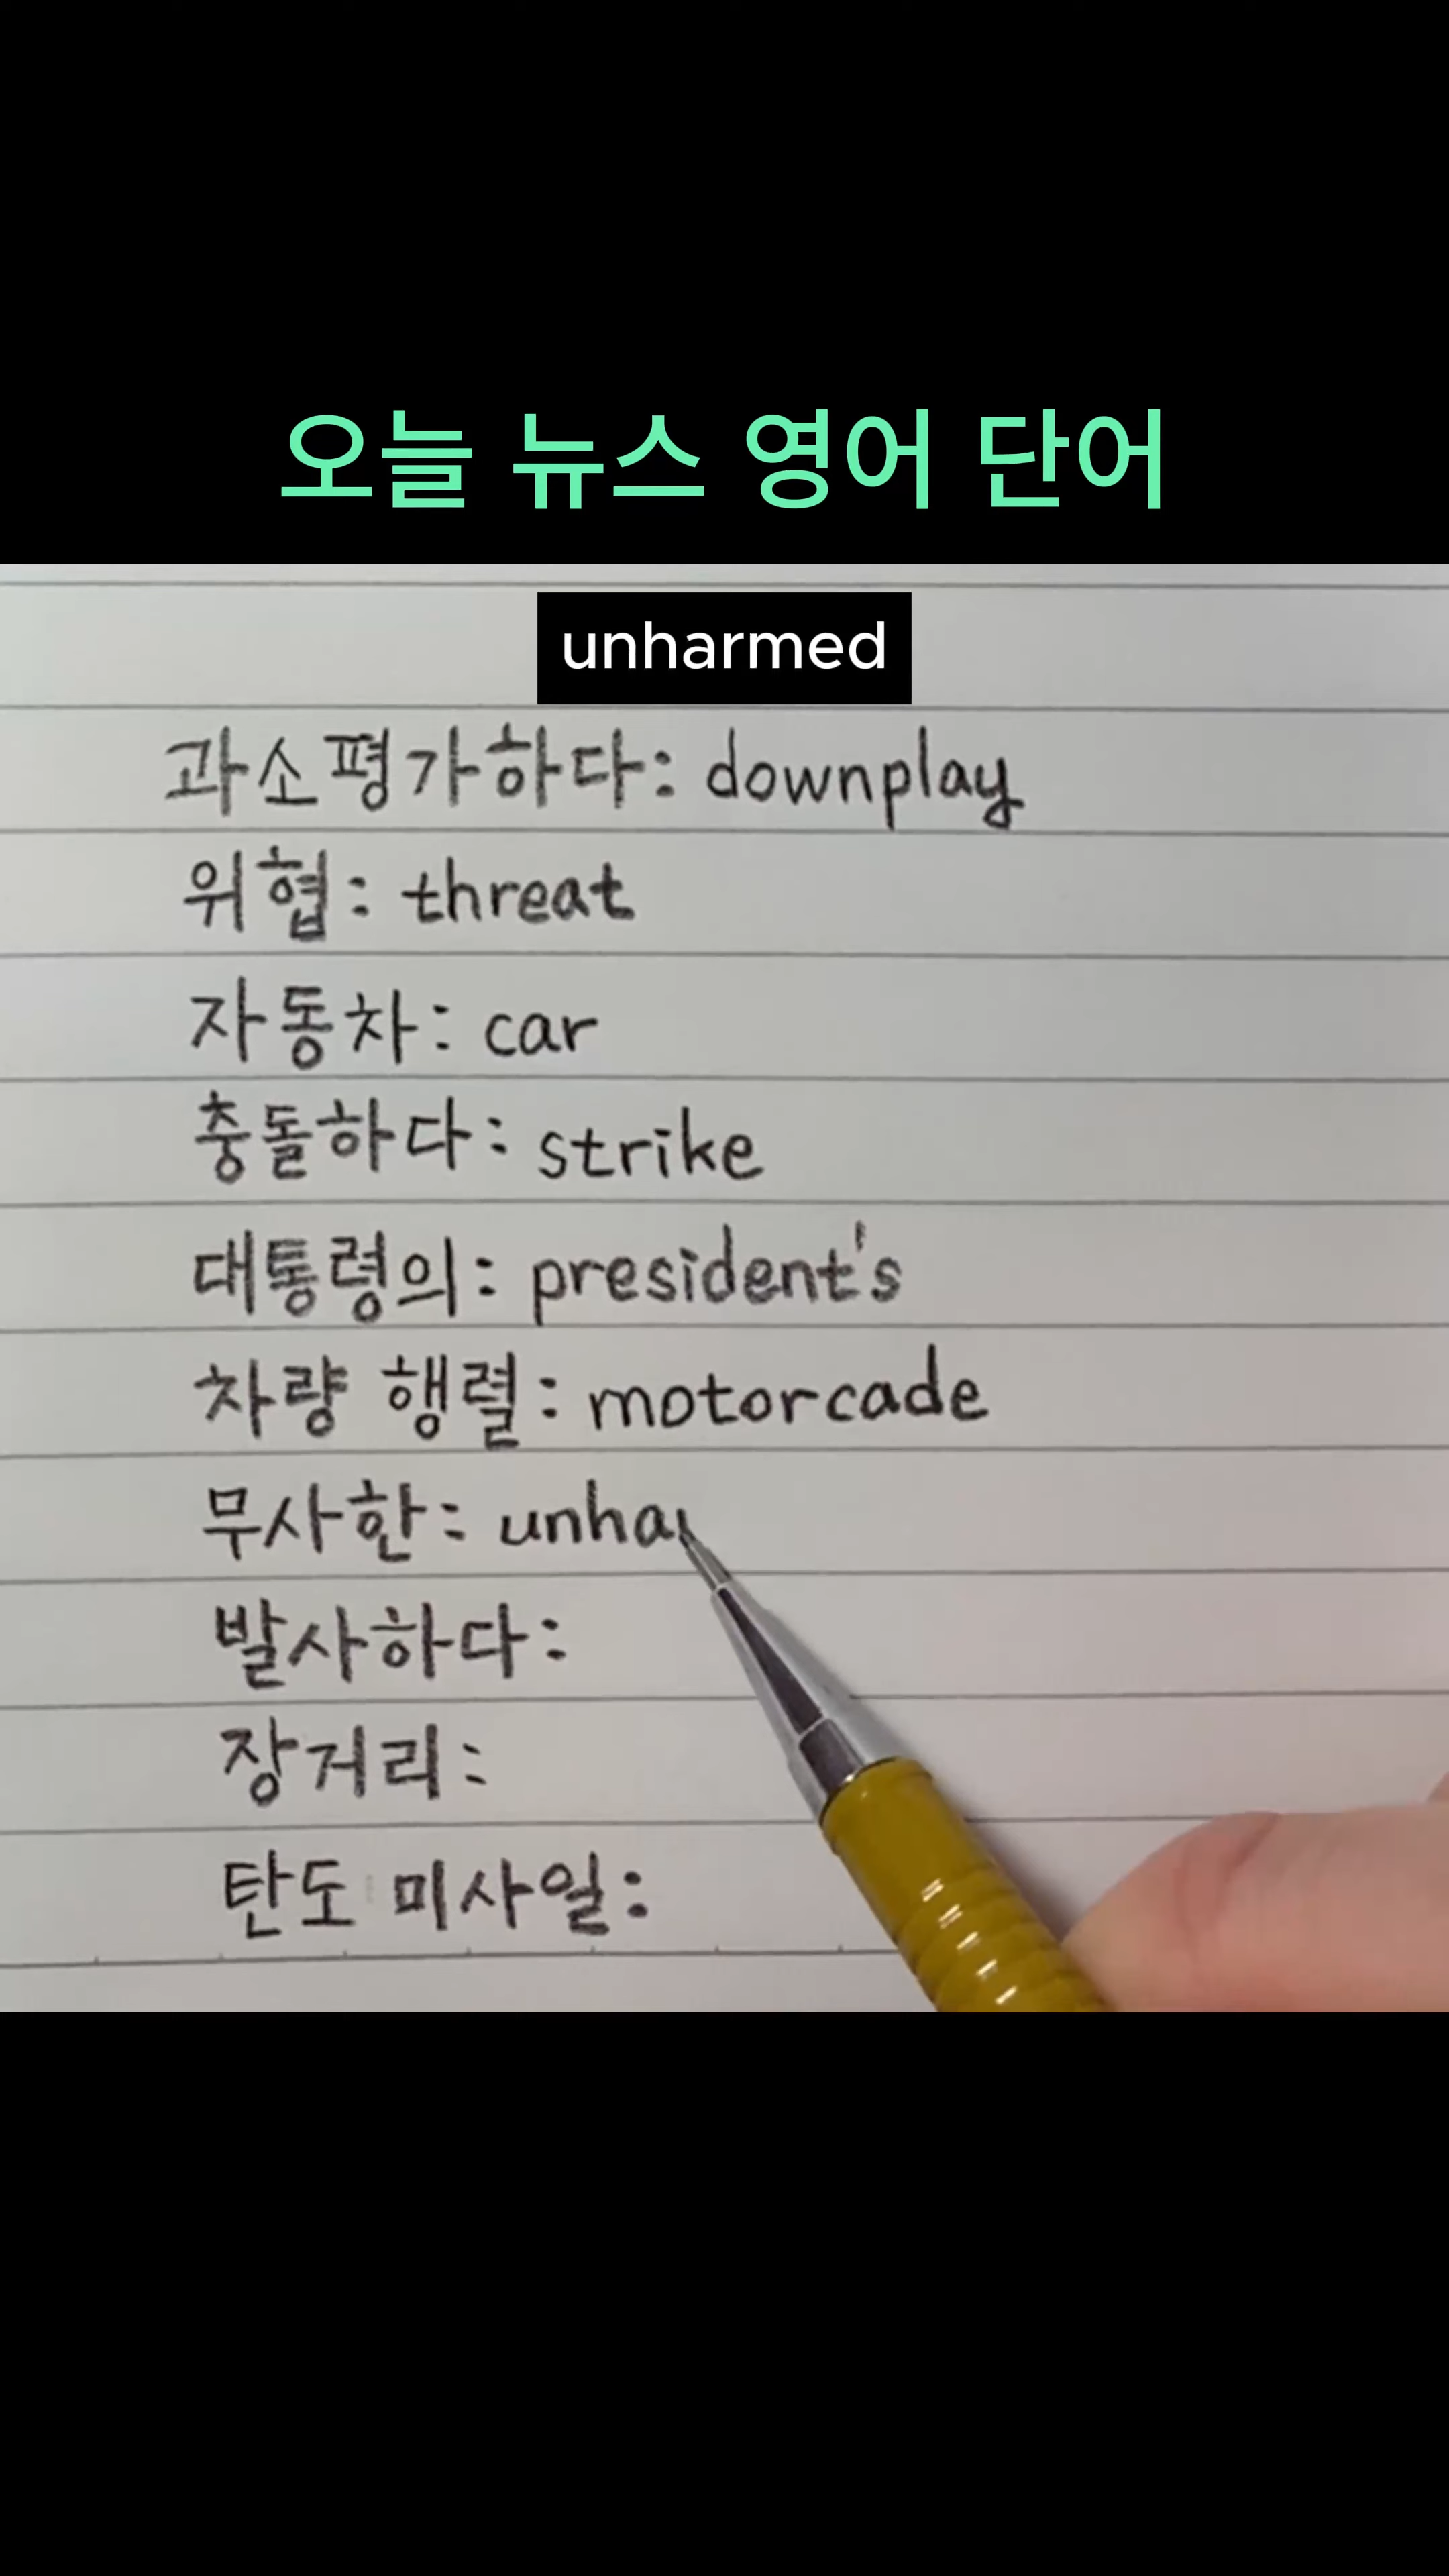 오늘 뉴스 영어 단어
unharmed
과소평가하다: downplay
위협: threat
자동차: car
충돌하다: strike
대통령의: president's
차량 행렬: motorcade
무사한: unha
발사하다:
장거리:
탄도 미사일: